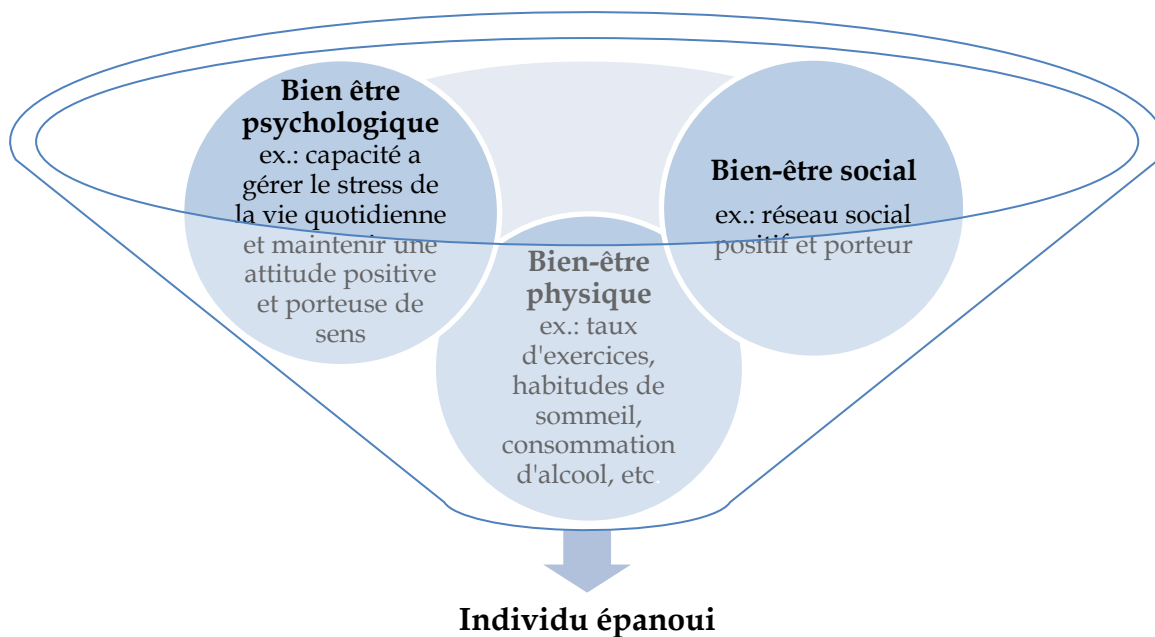 Bien être
psychologique
ex.: capacité a
gérer le stress de
la vie quotidienne
et maintenir une
attitude positive
et porteuse de
sens
Bien-être social
ex.: réseau social
positif et porteur
Bien-être
physique
ex.: taux
d'exercices,
habitudes de
sommeil,
consommation
d'alcool, etc.
Individu épanoui